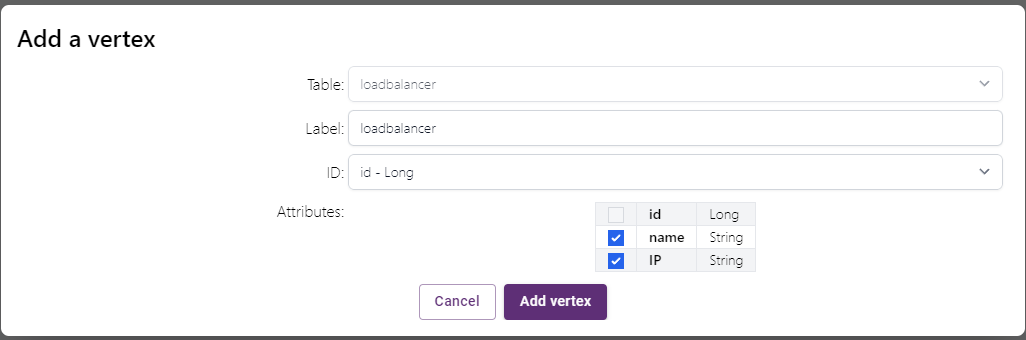 Add a vertex
Table: loadbalancer
Label: loadbalancer
ID: id - Long
Attributes:
id Long
name String
IP String
Cancel Add vertex